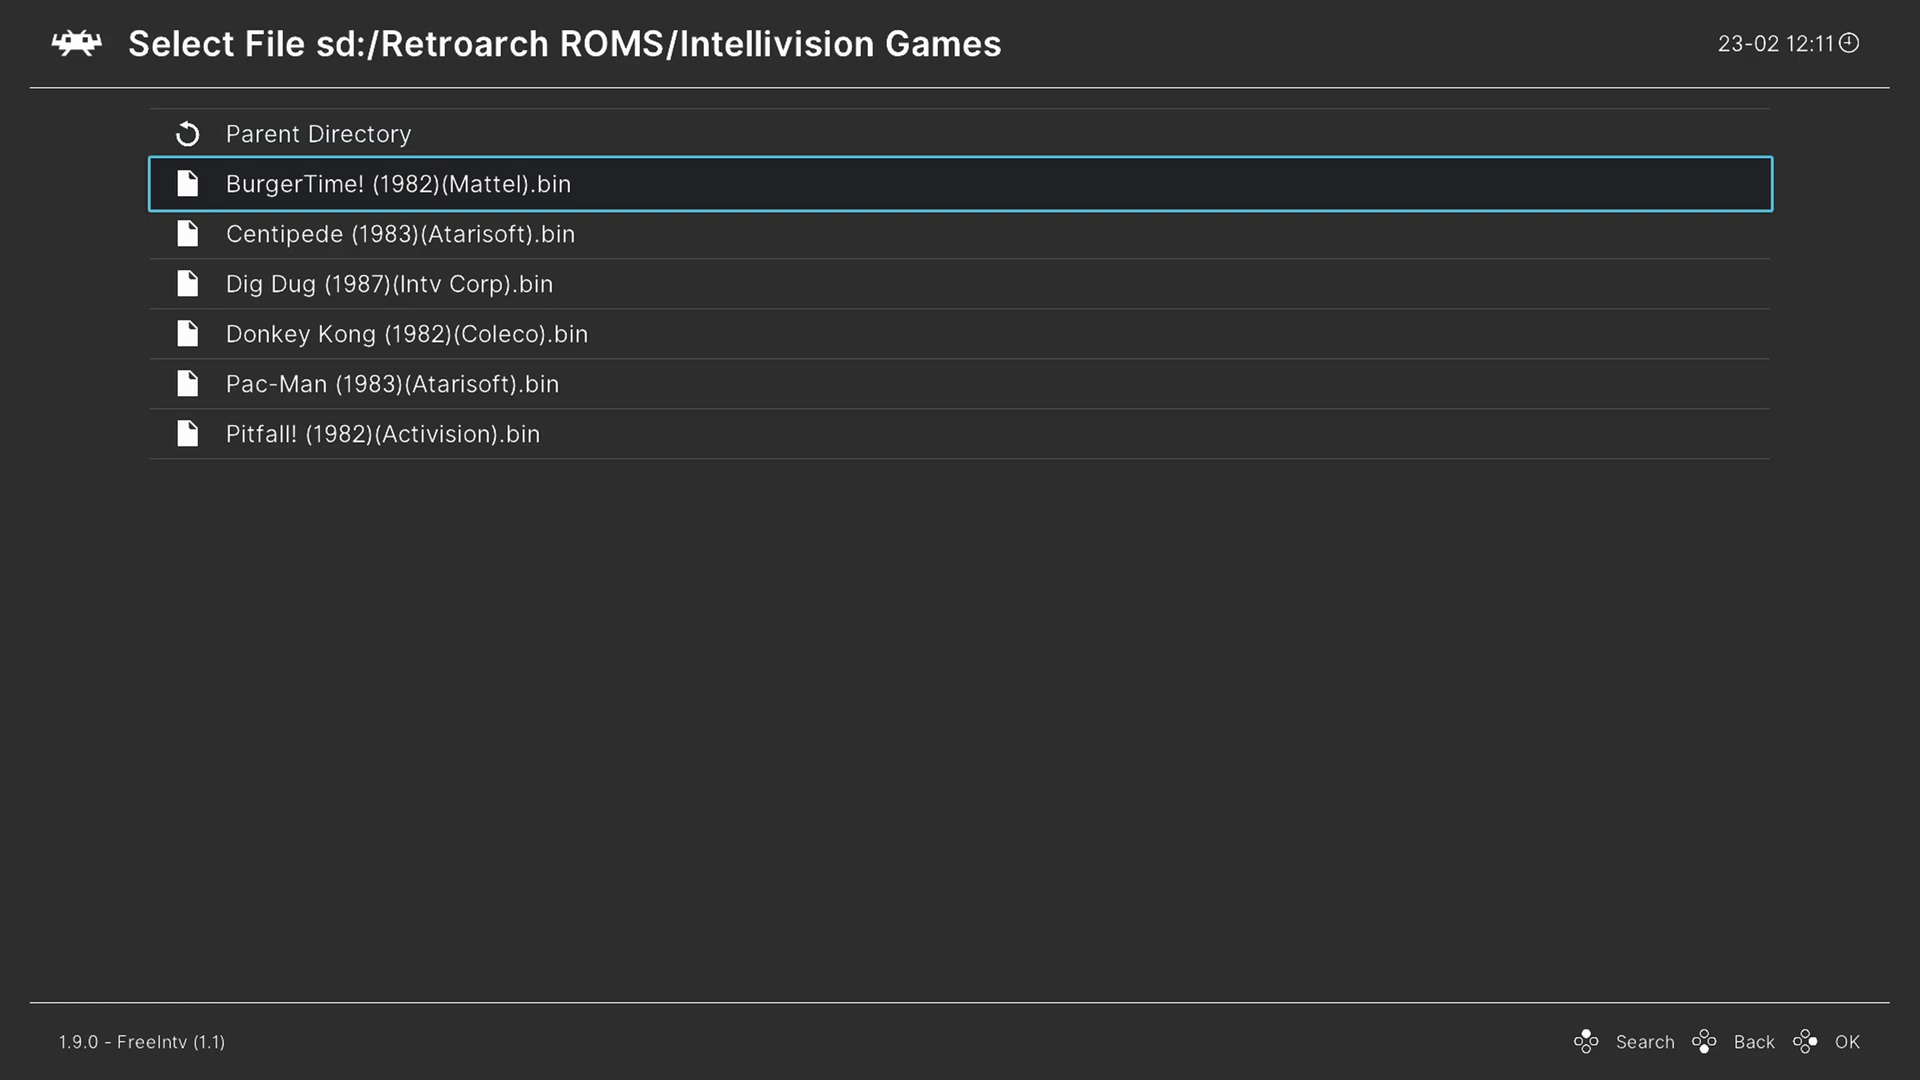 Select File sd:/Retroarch ROMS/Intellivision Games
23-02 12:11
Parent Directory
BurgerTime! (1982)(Mattel).bin
Centipede (1983)(Atarisoft).bin
Dig Dug (1987)(Intv Corp).bin
Donkey Kong (1982)(Coleco).bin
Pac-Man (1983)(Atarisoft).bin
Pitfall! (1982)(Activision).bin
1.9.0 - FreeIntv (1.1)
Search Back OK